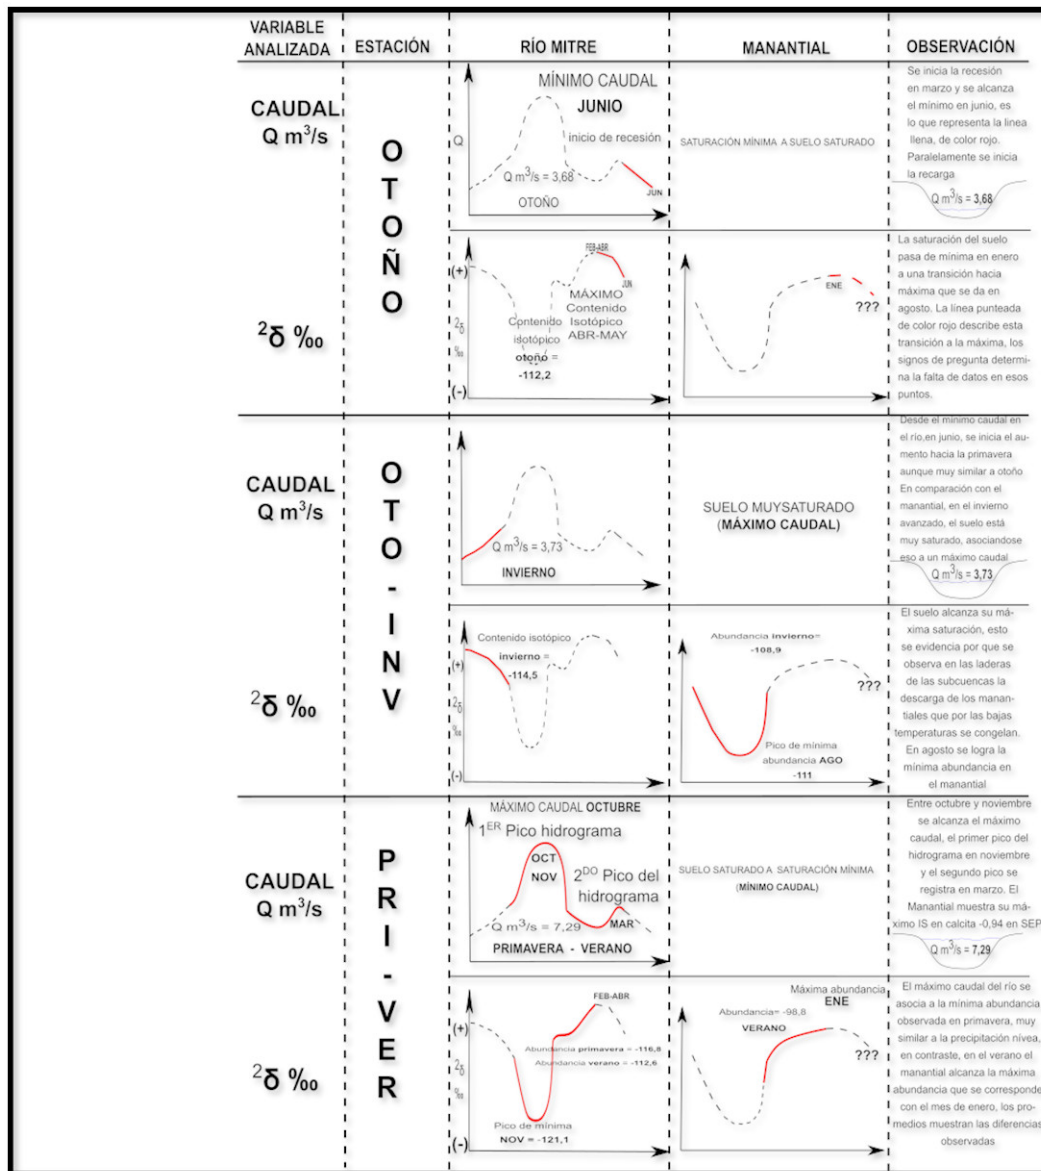 VARIABLE
ANALIZADA
ESTACIÓN
RÍO MITRE
MANANTIAL
OBSERVACIÓN
CAUDAL
Q m³/s
OTOÑO
MÍNIMO CAUDAL
JUNIO
inicio de recesión
Q
Q m³/s = 3,68
JUN
OTOÑO
SATURACIÓN MÍNIMA A SUELO SATURADO
Se inicia la recesión
en marzo y se alcanza
el mínimo en junio, es
lo que representa la linea
llena, de color rojo.
Paralelamente se inicia
la recarga
Q m³/s = 3,68
²δ ‰
FEB-ABR
(+)
JUN
MÁXIMO
Contenido
Isotópico
ABR-MAY
²δ ‰
Contenido
isotópico
otoño =
-112,2
(-)
ENE
???
La saturación del suelo
pasa de mínima en enero
a una transición hacia
máxima que se da en
agosto. La línea punteada
de color rojo describe esta
transición a la máxima, los
signos de pregunta determi-
na la falta de datos en esos
puntos.
CAUDAL
Q m³/s
OTO-INV
Q m³/s = 3,73
INVIERNO
SUELO MUYSATURADO
(MÁXIMO CAUDAL)
Desde el mínimo caudal en
el río,en junio, se inicia el au-
mento hacia la primavera
aunque muy similar a otoño
En comparación con el
manantial, en el invierno
avanzado, el suelo está
muy saturado, asociandose
eso a un máximo caudal
Q m³/s = 3,73
²δ ‰
Contenido isotópico
invierno =
-114,5
(+)
²δ ‰
(-)
Abundancia invierno=
-108,9
???
Pico de mínima
abundancia AGO
-111
El suelo alcanza su má-
xima saturación, esto
se evidencia por que se
observa en las laderas
de las subcuencas la
descarga de los manan-
tiales que por las bajas
temperaturas se congelan.
En agosto se logra la
mínima abundancia en
el manantial
CAUDAL
Q m³/s
PRI-VER
MÁXIMO CAUDAL OCTUBRE
1ER Pico hidrograma
OCT
NOV
2DO Pico del
hidrograma
Q m³/s = 7,29
MAR
PRIMAVERA - VERANO
SUELO SATURADO A SATURACIÓN MÍNIMA
(MÍNIMO CAUDAL)
Entre octubre y noviembre
se alcanza el máximo
caudal, el primer pico del
hidrograma en noviembre
y el segundo pico se
registra en marzo. El
Manantial muestra su má-
ximo IS en calcita -0,94 en SEP
Q m³/s = 7,29
²δ ‰
FEB-ABR
(+)
Abundancia primavera = -116,8
Abundancia verano = -112,6
²δ ‰
Pico de mínima
NOV = -121,1
(-)
Máxima abundancia
ENE
Abundancia= -98,8
VERANO
???
El máximo caudal del río se
asocia a la mínima abundancia
observada en primavera, muy
similar a la precipitación nívea,
en contraste, en el verano el
manantial alcanza la máxima
abundancia que se corresponde
con el mes de enero, los pro-
medios muestran las diferencias
observadas